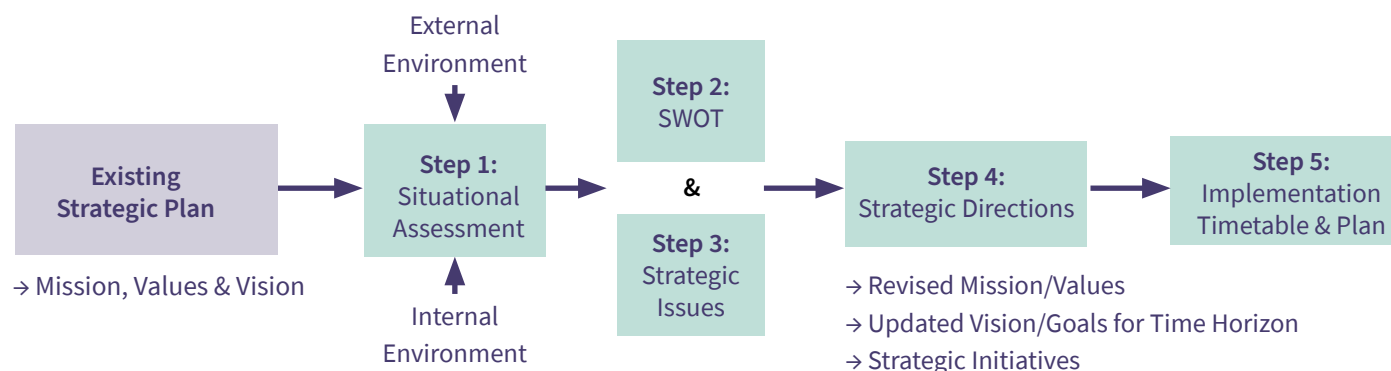 External
Environment
Existing
Strategic Plan
→ Mission, Values & Vision
Step 1:
Situational
Assessment
Internal
Environment
Step 2:
SWOT
&
Step 3:
Strategic
Issues
Step 4:
Strategic Directions
→ Revised Mission/Values
→ Updated Vision/Goals for Time Horizon
→ Strategic Initiatives
Step 5:
Implementation
Timetable & Plan